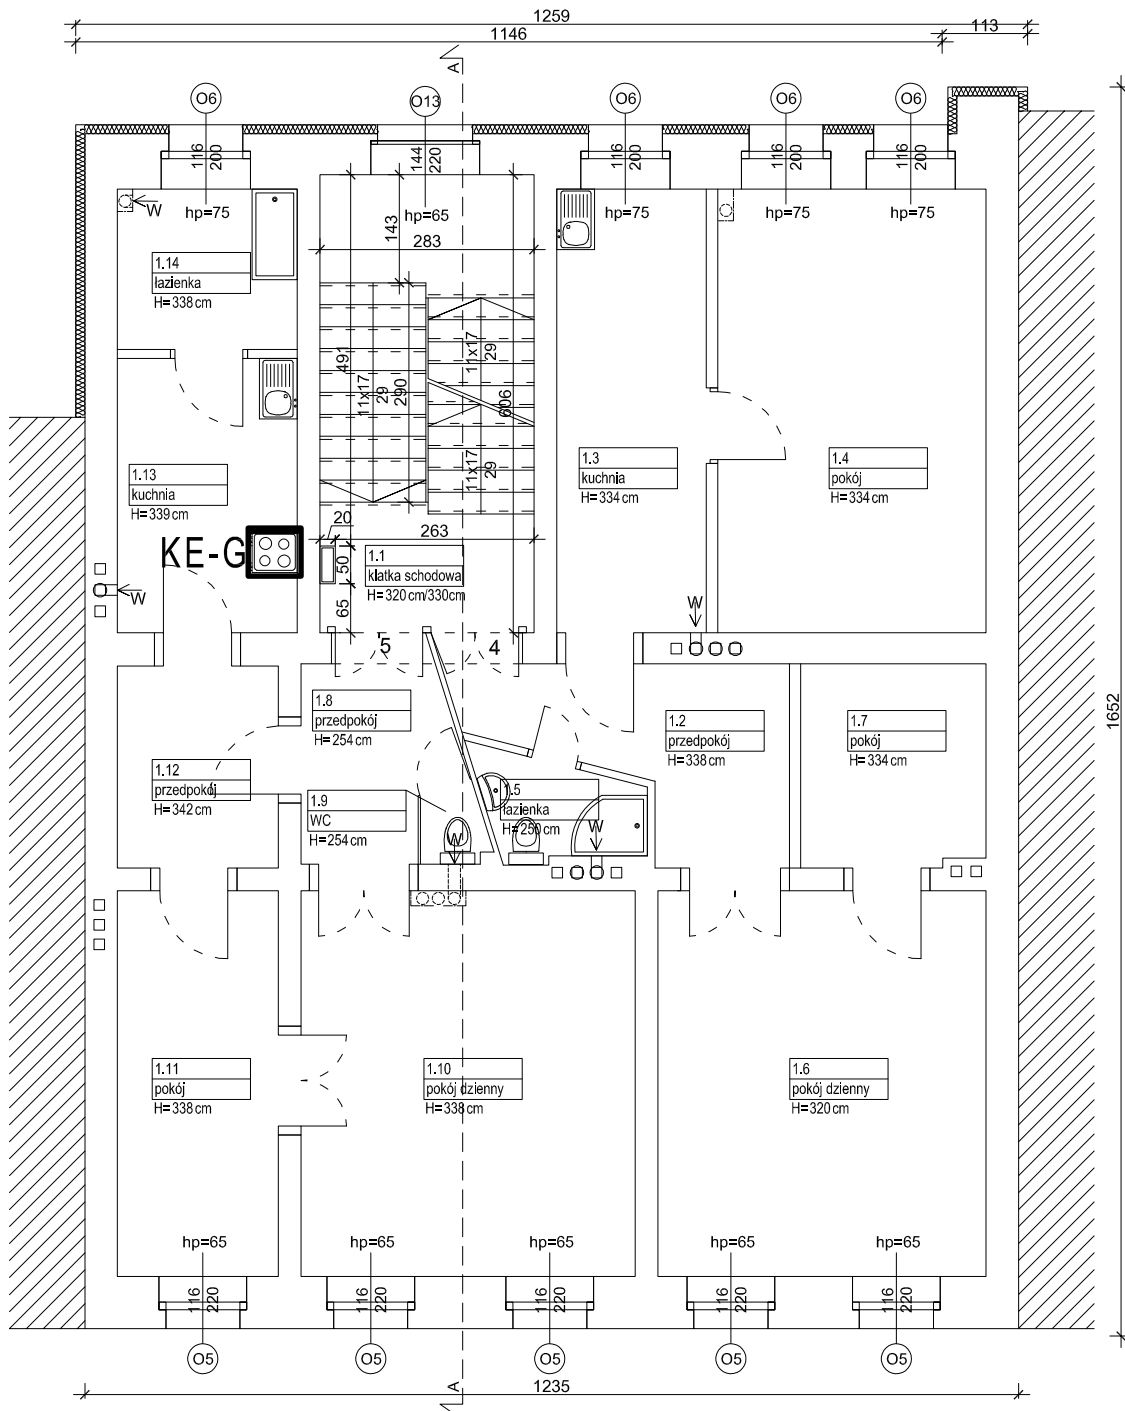 1259
1146
113
A
O6
O13
O6
O6
O6
116
200
144
220
116
200
116
200
116
200
W
hp=75
hp=65
hp=75
hp=75
hp=75
143
283
1.14
łazienka
H=338 cm
491
11x17
29
290
11x17
29
606
11x17
29
1.13
kuchnia
H=339cm
1.3
kuchnia
H=334cm
1.4
pokój
H=334cm
20
263
KE-G
50
65
1.1
klatka schodowa
H=320cm/330cm
W
W
5
4
1652
1.8
przedpokój
H=254cm
1.2
przedpokój
H=338cm
1.7
pokój
H=334cm
1.12
przedpokój
H=342cm
1.9
WC
H=254cm
1.5
łazienka
H=250cm
W
W
1.11
pokój
H=338cm
1.10
pokój dzienny
H=338cm
1.6
pokój dzienny
H=320cm
hp=65
hp=65
hp=65
hp=65
hp=65
116
220
116
220
116
220
116
220
116
220
O5
O5
O5
O5
O5
A
1235